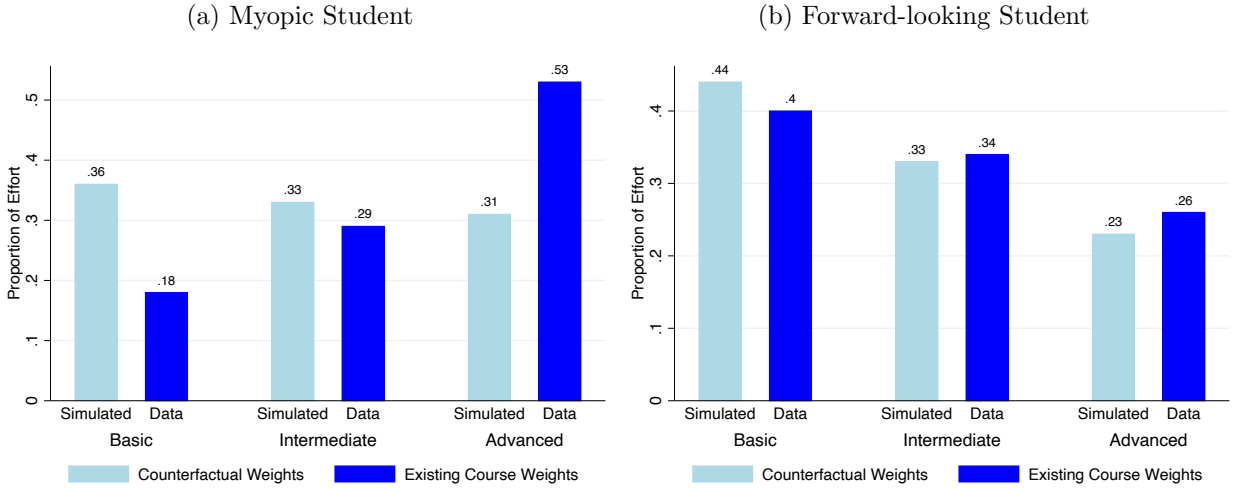 (a) Myopic Student
Proportion of Effort
0 .1 .2 .3 .4 .5
.36 .18 .33 .29 .31 .53
Simulated Data Simulated Data Simulated Data
Basic Intermediate Advanced
Counterfactual Weights Existing Course Weights
(b) Forward-looking Student
Proportion of Effort
0 .1 .2 .3 .4
.44 .4 .33 .34 .23 .26
Simulated Data Simulated Data Simulated Data
Basic Intermediate Advanced
Counterfactual Weights Existing Course Weights